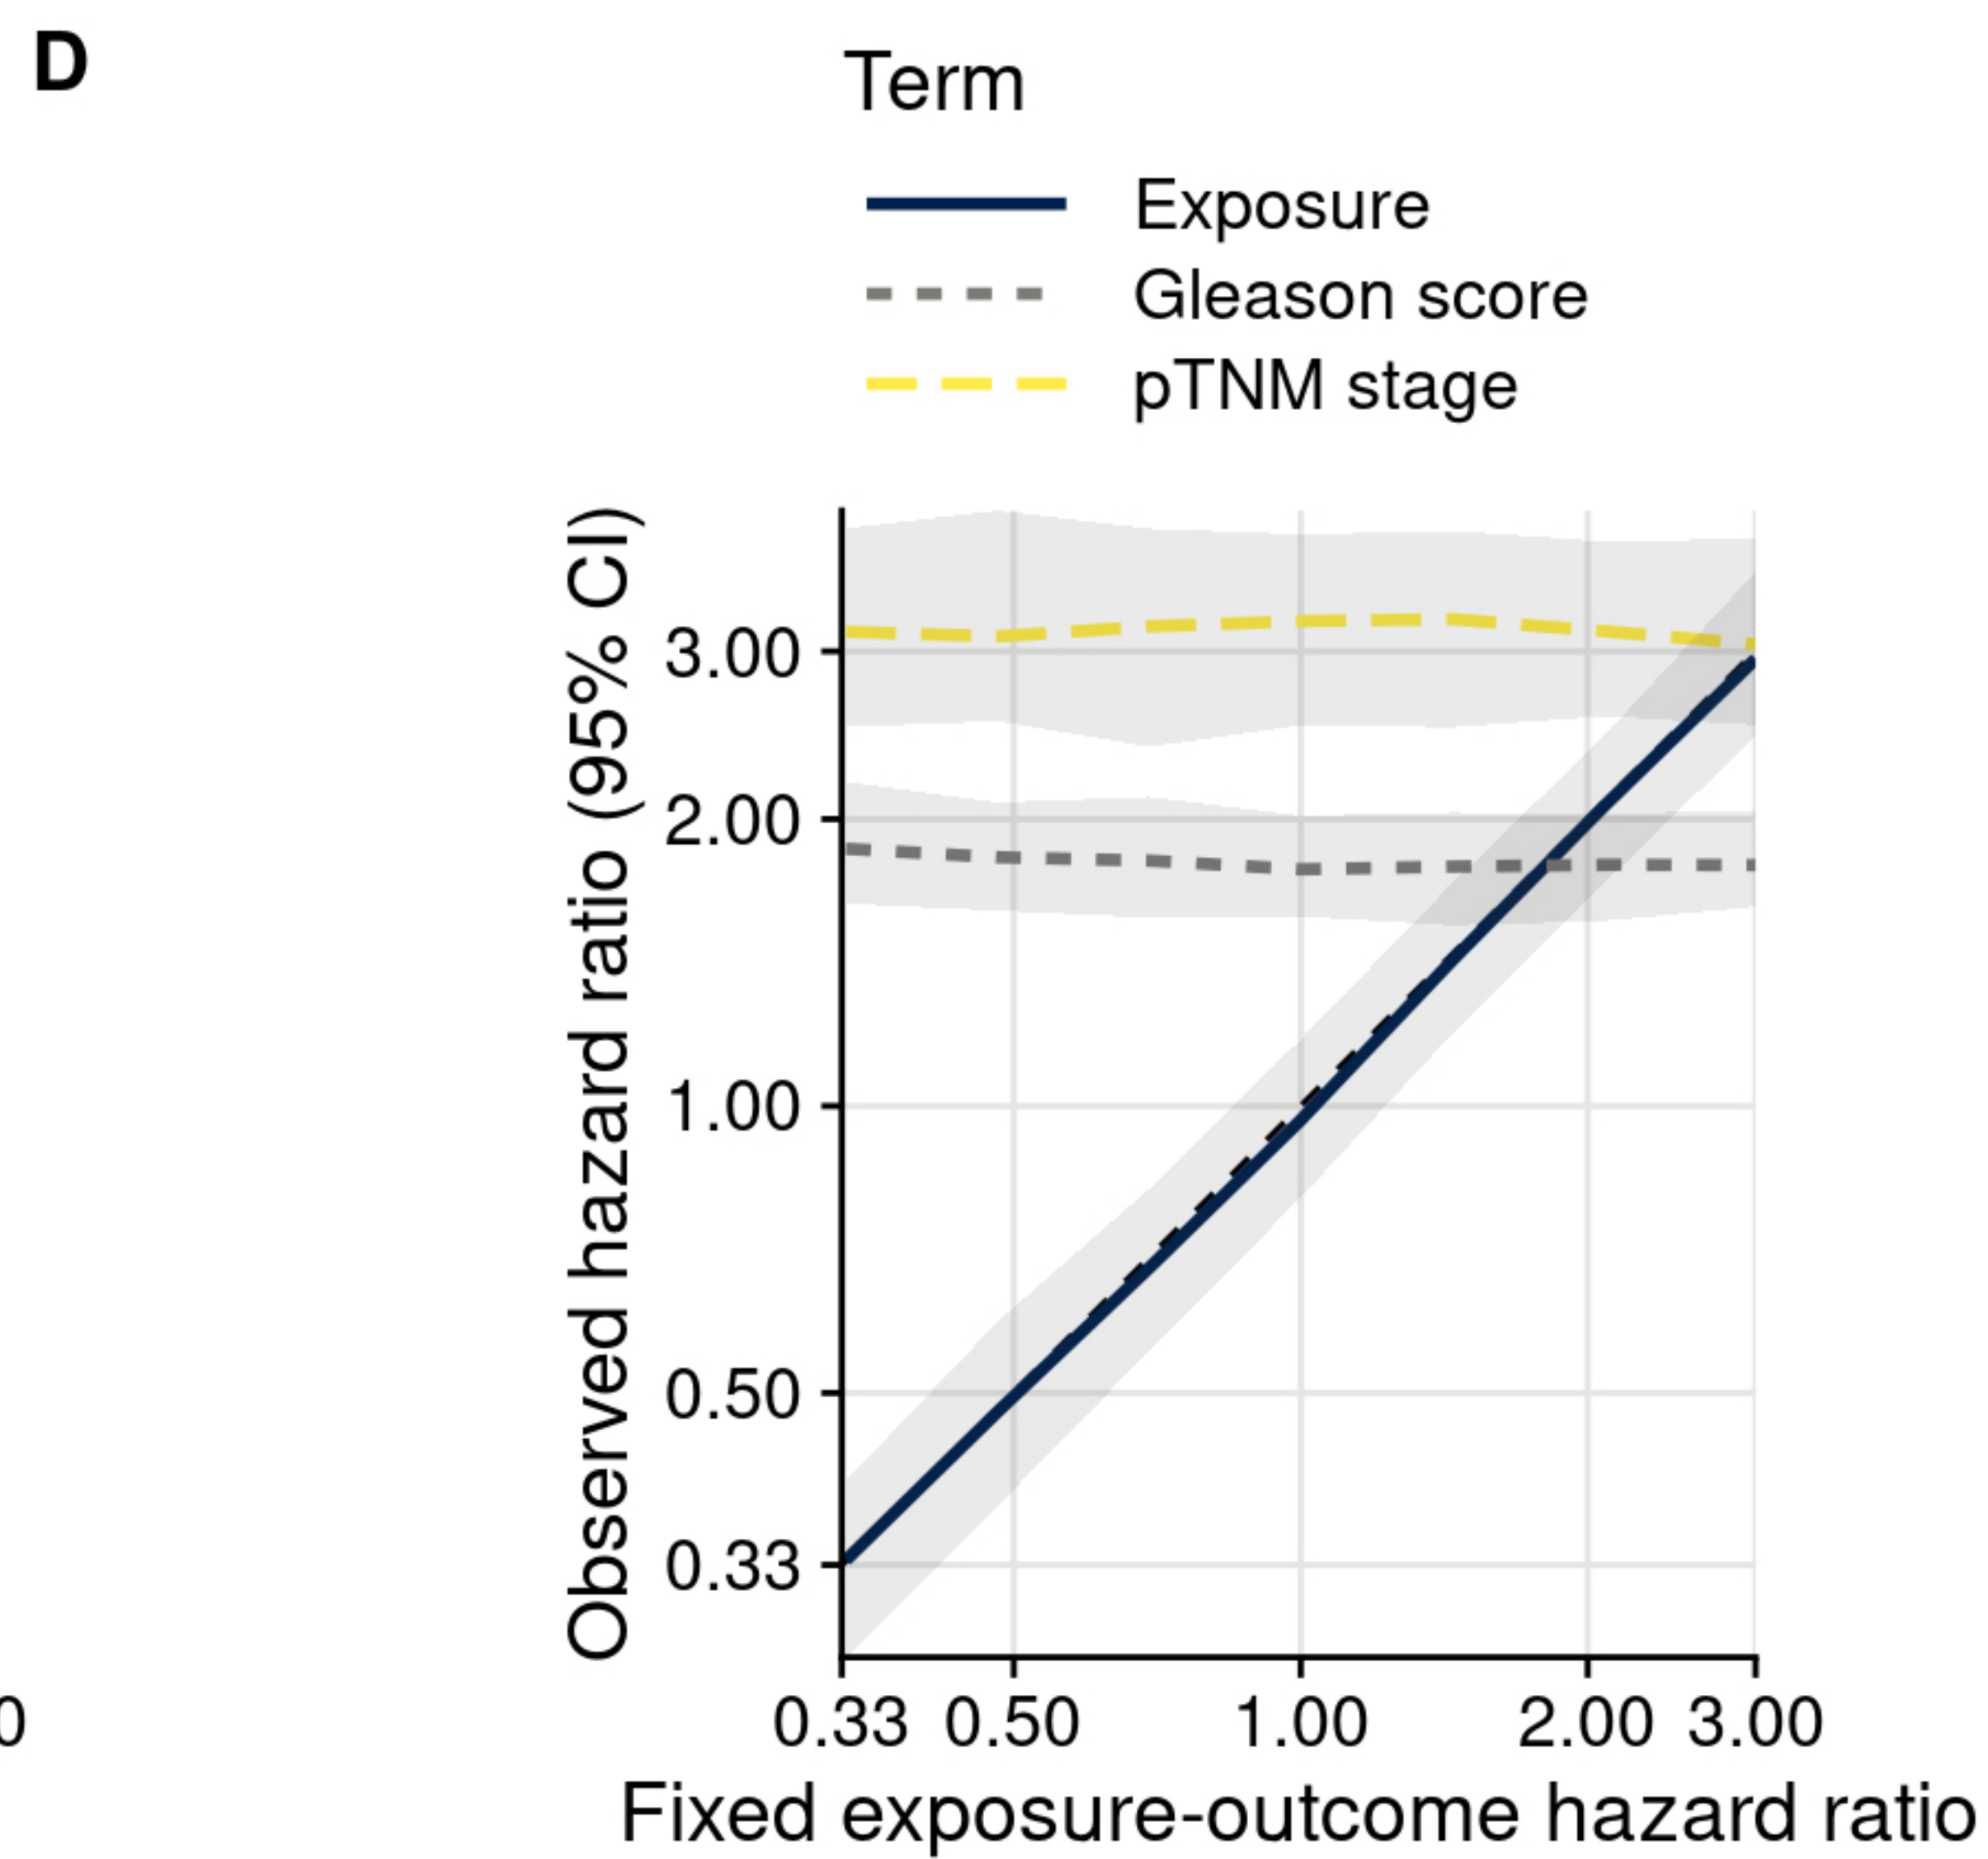 D
Term
Exposure
Gleason score
pTNM stage
Observed hazard ratio (95% CI)
3.00
2.00
1.00
0.50
0.33
0
0.33 0.50 1.00 2.00 3.00
Fixed exposure-outcome hazard ratio